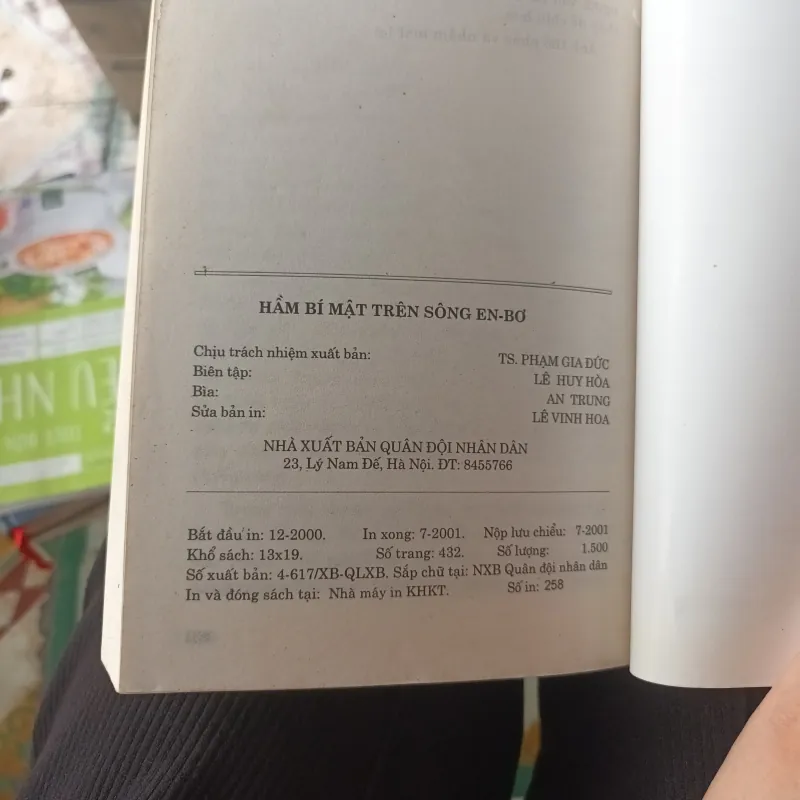 HẦM BÍ MẬT TRÊN SÔNG EN-BƠ
Chịu trách nhiệm xuất bản: TS. PHẠM GIA ĐỨC
Biên tập: LÊ HUY HÒA
Bìa: AN TRUNG
Sửa bản in: LÊ VINH HOA
NHÀ XUẤT BẢN QUÂN ĐỘI NHÂN DÂN
23, Lý Nam Đế, Hà Nội. ĐT: 8455766
Bắt đầu in: 12-2000. In xong: 7-2001. Nộp lưu chiểu: 7-2001
Khổ sách: 13x19. Số trang: 432. Số lượng: 1.500
Số xuất bản: 4-617/XB-QLXB. Sắp chữ tại: NXB Quân đội nhân dân
In và đóng sách tại: Nhà máy in KHKT. Số in: 258